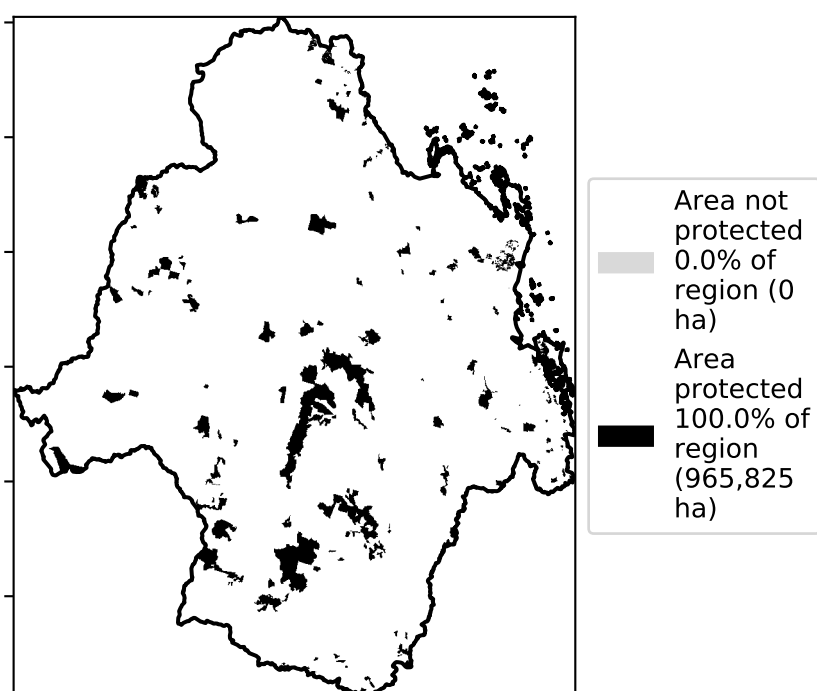 Area not
protected
0.0% of
region (0
ha)
Area
protected
100.0% of
region
(965,825
ha)